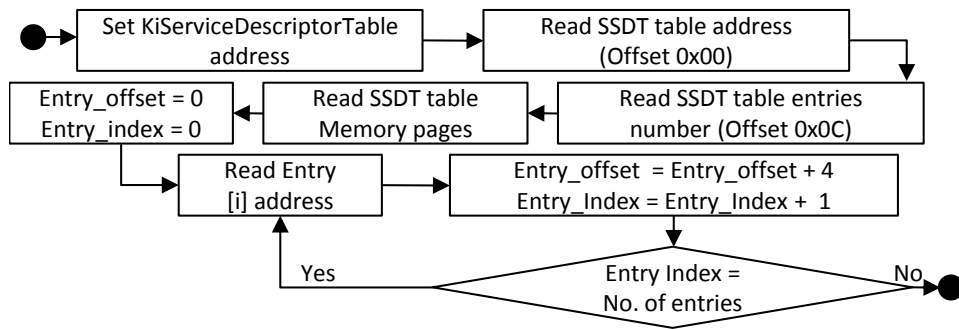 Set KiServiceDescriptorTable
address
Read SSDT table address
(Offset 0x00)
Read SSDT table entries
number (Offset 0x0C)
Read SSDT table
Memory pages
Entry_offset = 0
Entry_index = 0
Read Entry
[i] address
Entry_offset = Entry_offset + 4
Entry_Index = Entry_Index + 1
Entry Index =
No. of entries
Yes
No